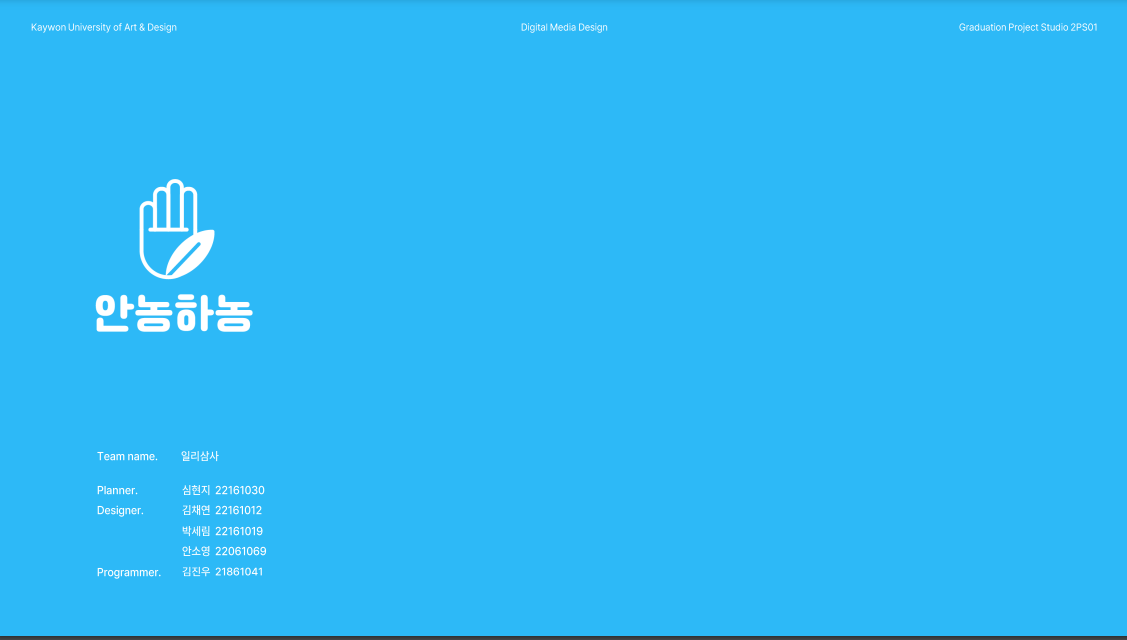 Kaywon University of Art & Design
Digital Media Design
Graduation Project Studio 2PS01
안농하농
Team name. 일리삼사
Planner. 심현지 22161030
Designer. 김채연 22161012
박세림 22161019
안소영 22061069
Programmer. 김진우 21861041